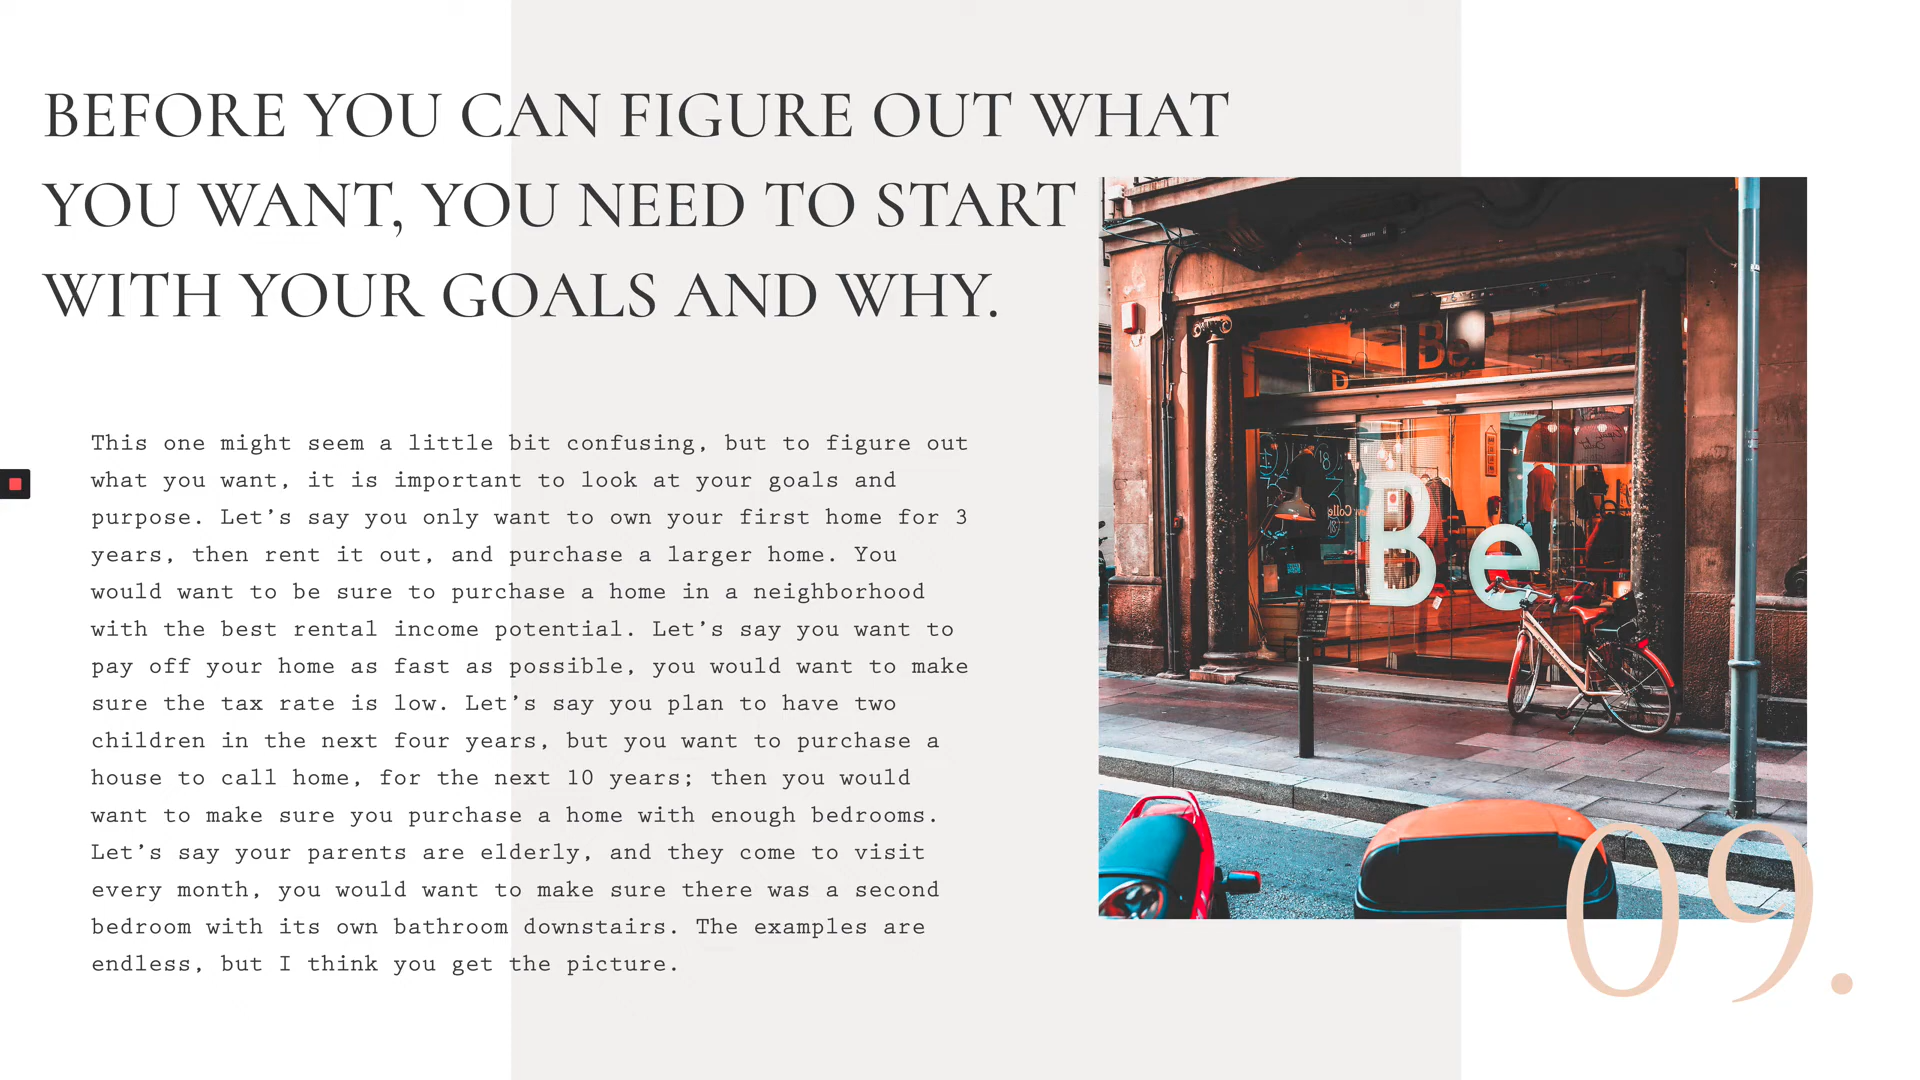 BEFORE YOU CAN FIGURE OUT WHAT
YOU WANT, YOU NEED TO START
WITH YOUR GOALS AND WHY.
This one might seem a little bit confusing, but to figure out
what you want, it is important to look at your goals and
purpose. Let’s say you only want to own your first home for 3
years, then rent it out, and purchase a larger home. You
would want to be sure to purchase a home in a neighborhood
with the best rental income potential. Let’s say you want to
pay off your home as fast as possible, you would want to make
sure the tax rate is low. Let’s say you plan to have two
children in the next four years, but you want to purchase a
house to call home, for the next 10 years; then you would
want to make sure you purchase a home with enough bedrooms.
Let’s say your parents are elderly, and they come to visit
every month, you would want to make sure there was a second
bedroom with its own bathroom downstairs. The examples are
endless, but I think you get the picture.
Be
Be
09.